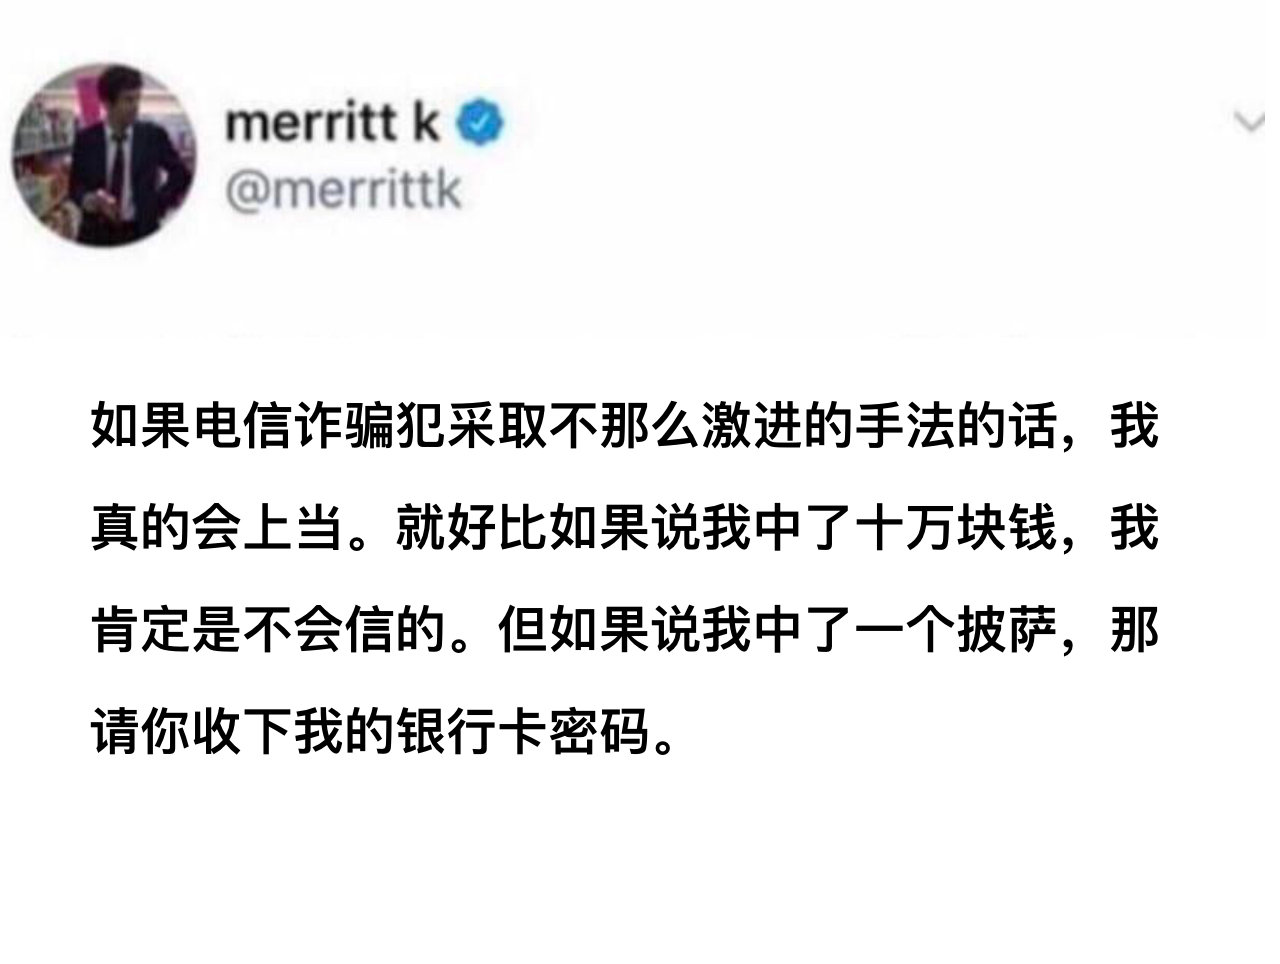 merritt k
@merrittk
如果电信诈骗犯采取不那么激进的手法的话，我
真的会上当。就好比如果说我中了十万块钱，我
肯定是不会信的。但如果说我中了一个披萨，那
请你收下我的银行卡密码。